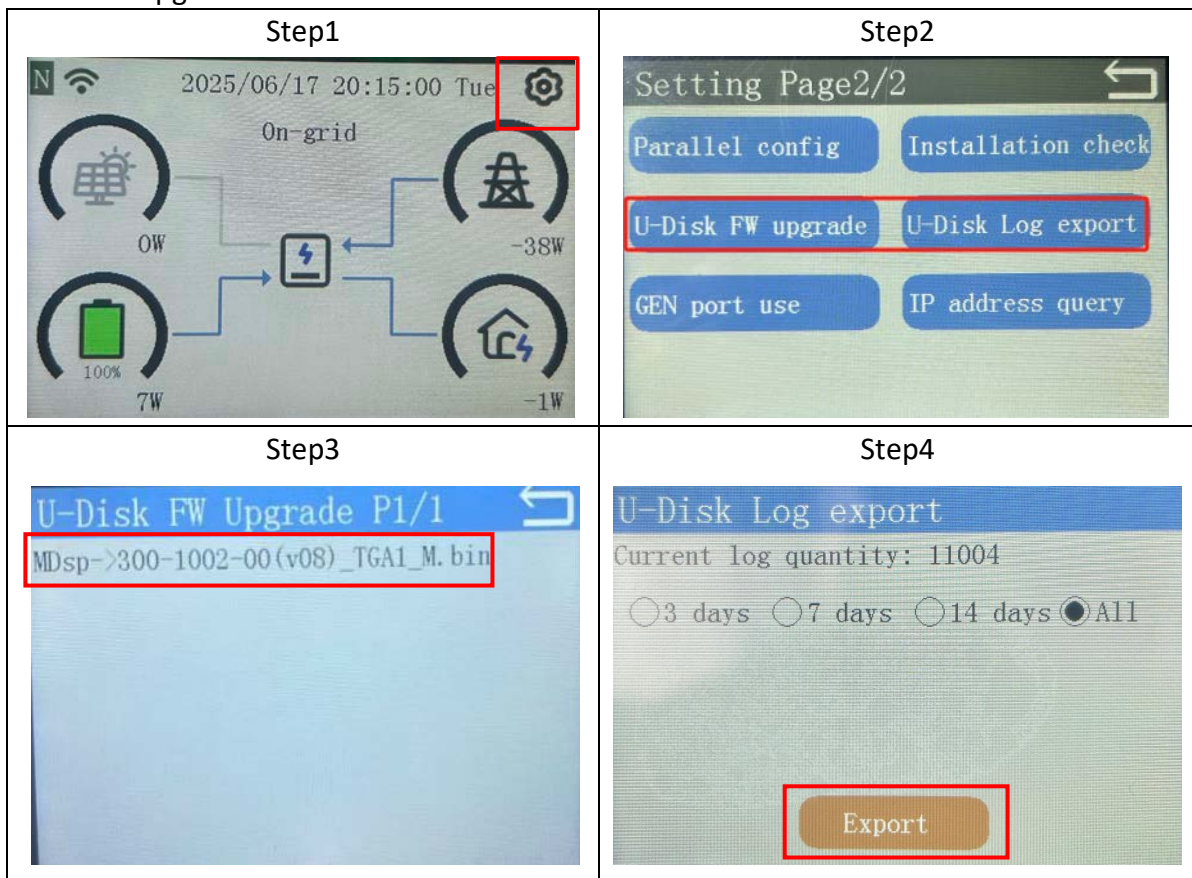 Step1
Step2
N 2025/06/17 20:15:00 Tue
On-grid
0W
-38W
100%
7W
-1W
Setting Page2/2
Parallel config
Installation check
U-Disk FW upgrade
U-Disk Log export
GEN port use
IP address query
Step3
Step4
U-Disk FW Upgrade P1/1
MDsp->300-1002-00(v08)_TGA1_M.bin
U-Disk Log export
Current log quantity: 11004
3 days 7 days 14 days All
Export